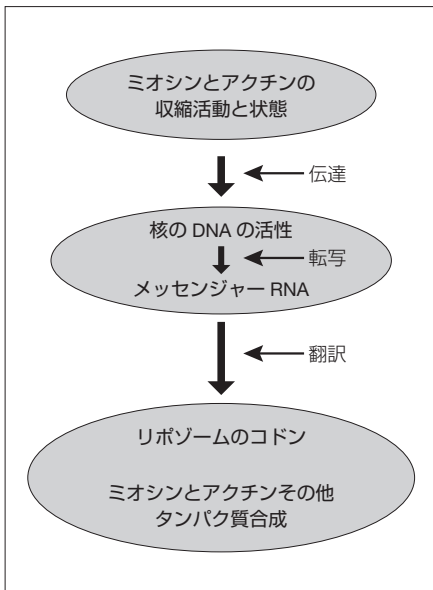 ミオシンとアクチンの
収縮活動と状態
伝達
核の DNA の活性
転写
メッセンジャー RNA
翻訳
リポゾームのコドン
ミオシンとアクチンその他
タンパク質合成